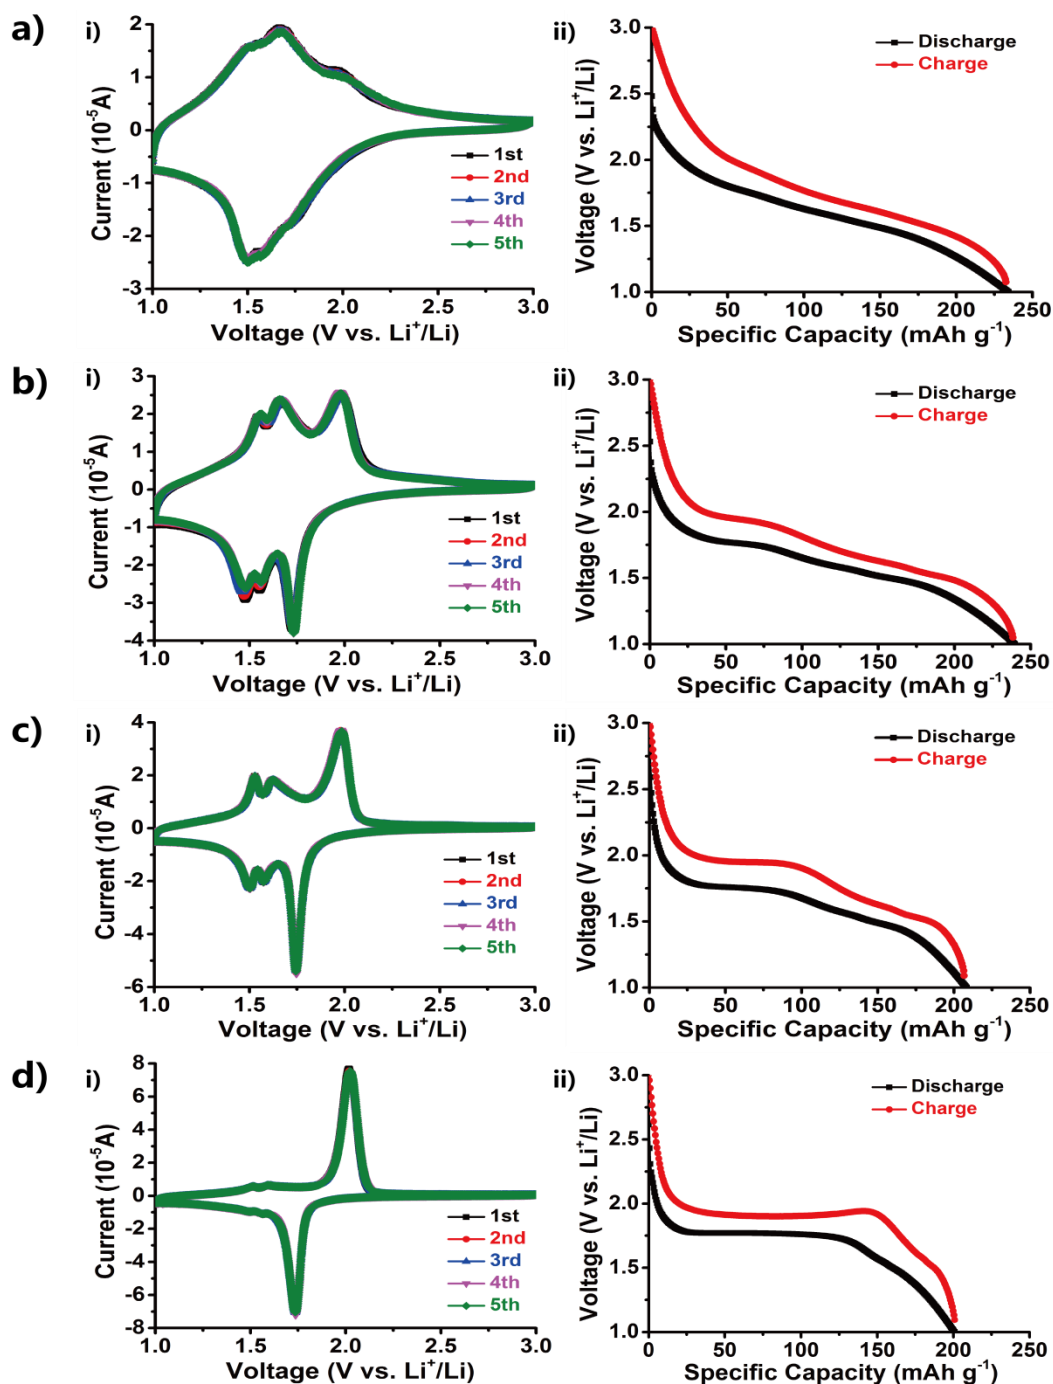 a)
i)
Current (10⁻⁵A)
2
1
0
-1
-2
-3
1st
2nd
3rd
4th
5th
1.0
1.5
2.0
2.5
3.0
Voltage (V vs. Li⁺/Li)
ii)
Voltage (V vs. Li⁺/Li)
3.0
2.5
2.0
1.5
1.0
Discharge
Charge
0
50
100
150
200
250
Specific Capacity (mAh g⁻¹)
b)
i)
Current (10⁻⁵A)
3
2
1
0
-1
-2
-3
-4
1st
2nd
3rd
4th
5th
1.0
1.5
2.0
2.5
3.0
Voltage (V vs. Li⁺/Li)
ii)
Voltage (V vs. Li⁺/Li)
3.0
2.5
2.0
1.5
1.0
Discharge
Charge
0
50
100
150
200
250
Specific Capacity (mAh g⁻¹)
c)
i)
Current (10⁻⁵A)
4
2
0
-2
-4
-6
1st
2nd
3rd
4th
5th
1.0
1.5
2.0
2.5
3.0
Voltage (V vs. Li⁺/Li)
ii)
Voltage (V vs. Li⁺/Li)
3.0
2.5
2.0
1.5
1.0
Discharge
Charge
0
50
100
150
200
250
Specific Capacity (mAh g⁻¹)
d)
i)
Current (10⁻⁵A)
8
6
4
2
0
-2
-4
-6
-8
1st
2nd
3rd
4th
5th
1.0
1.5
2.0
2.5
3.0
Voltage (V vs. Li⁺/Li)
ii)
Voltage (V vs. Li⁺/Li)
3.0
2.5
2.0
1.5
1.0
Discharge
Charge
0
50
100
150
200
250
Specific Capacity (mAh g⁻¹)